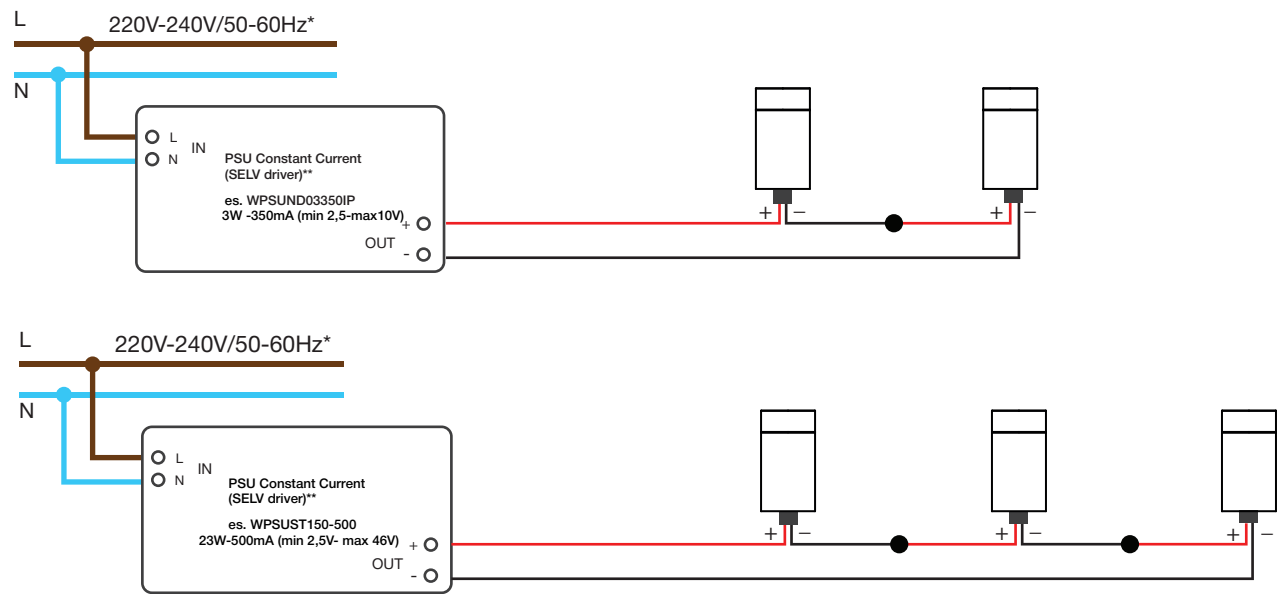 L
220V-240V/50-60Hz*
N
L
IN
N
PSU Constant Current
(SELV driver)**
es. WPSUND03350IP
3W -350mA (min 2,5-max10V)
+
OUT
-
+ −
+ −
L
220V-240V/50-60Hz*
N
L
IN
N
PSU Constant Current
(SELV driver)**
es. WPSUST150-500
23W-500mA (min 2,5V- max 46V)
+
OUT
-
+ −
+ −
+ −